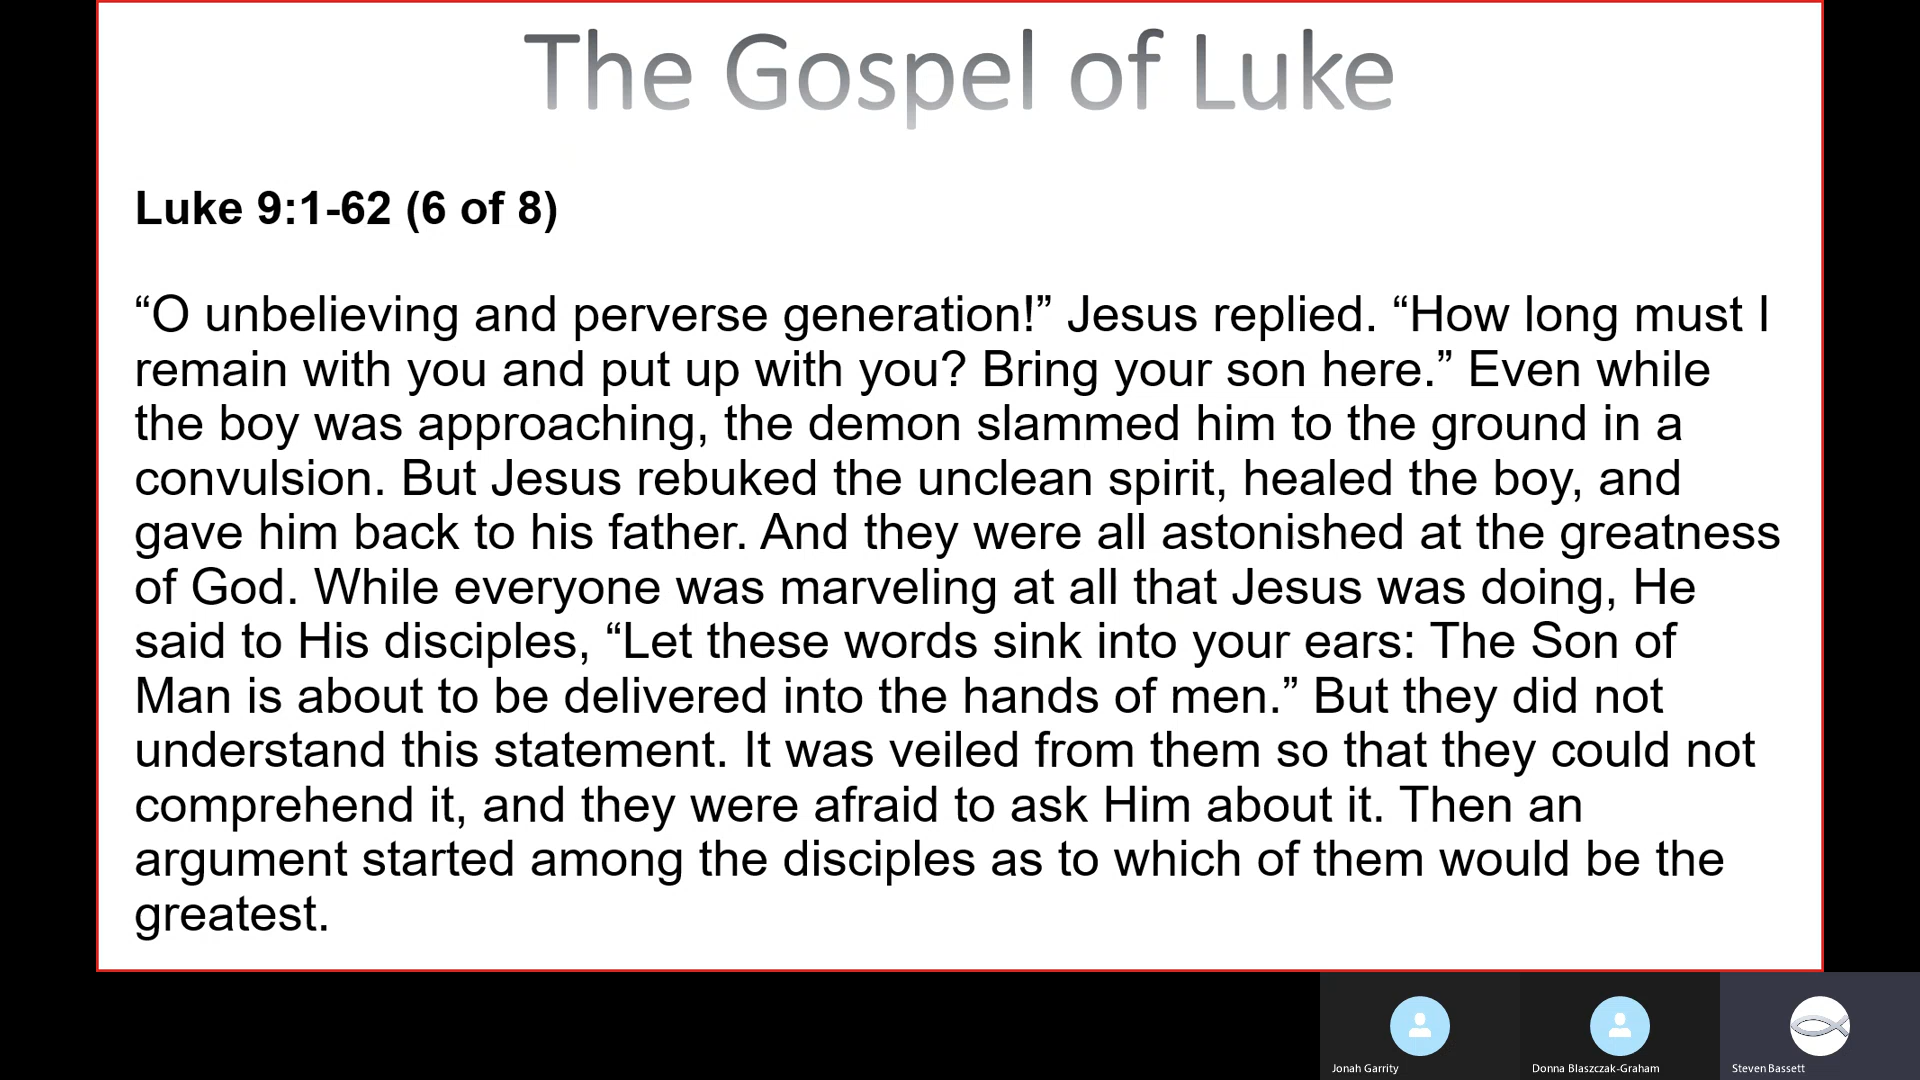 The Gospel of Luke
Luke 9:1-62 (6 of 8)
“O unbelieving and perverse generation!” Jesus replied. “How long must I
remain with you and put up with you? Bring your son here.” Even while
the boy was approaching, the demon slammed him to the ground in a
convulsion. But Jesus rebuked the unclean spirit, healed the boy, and
gave him back to his father. And they were all astonished at the greatness
of God. While everyone was marveling at all that Jesus was doing, He
said to His disciples, “Let these words sink into your ears: The Son of
Man is about to be delivered into the hands of men.” But they did not
understand this statement. It was veiled from them so that they could not
comprehend it, and they were afraid to ask Him about it. Then an
argument started among the disciples as to which of them would be the
greatest.
Jonah Garrity
Donna Blaszczak-Graham
Steven Bassett